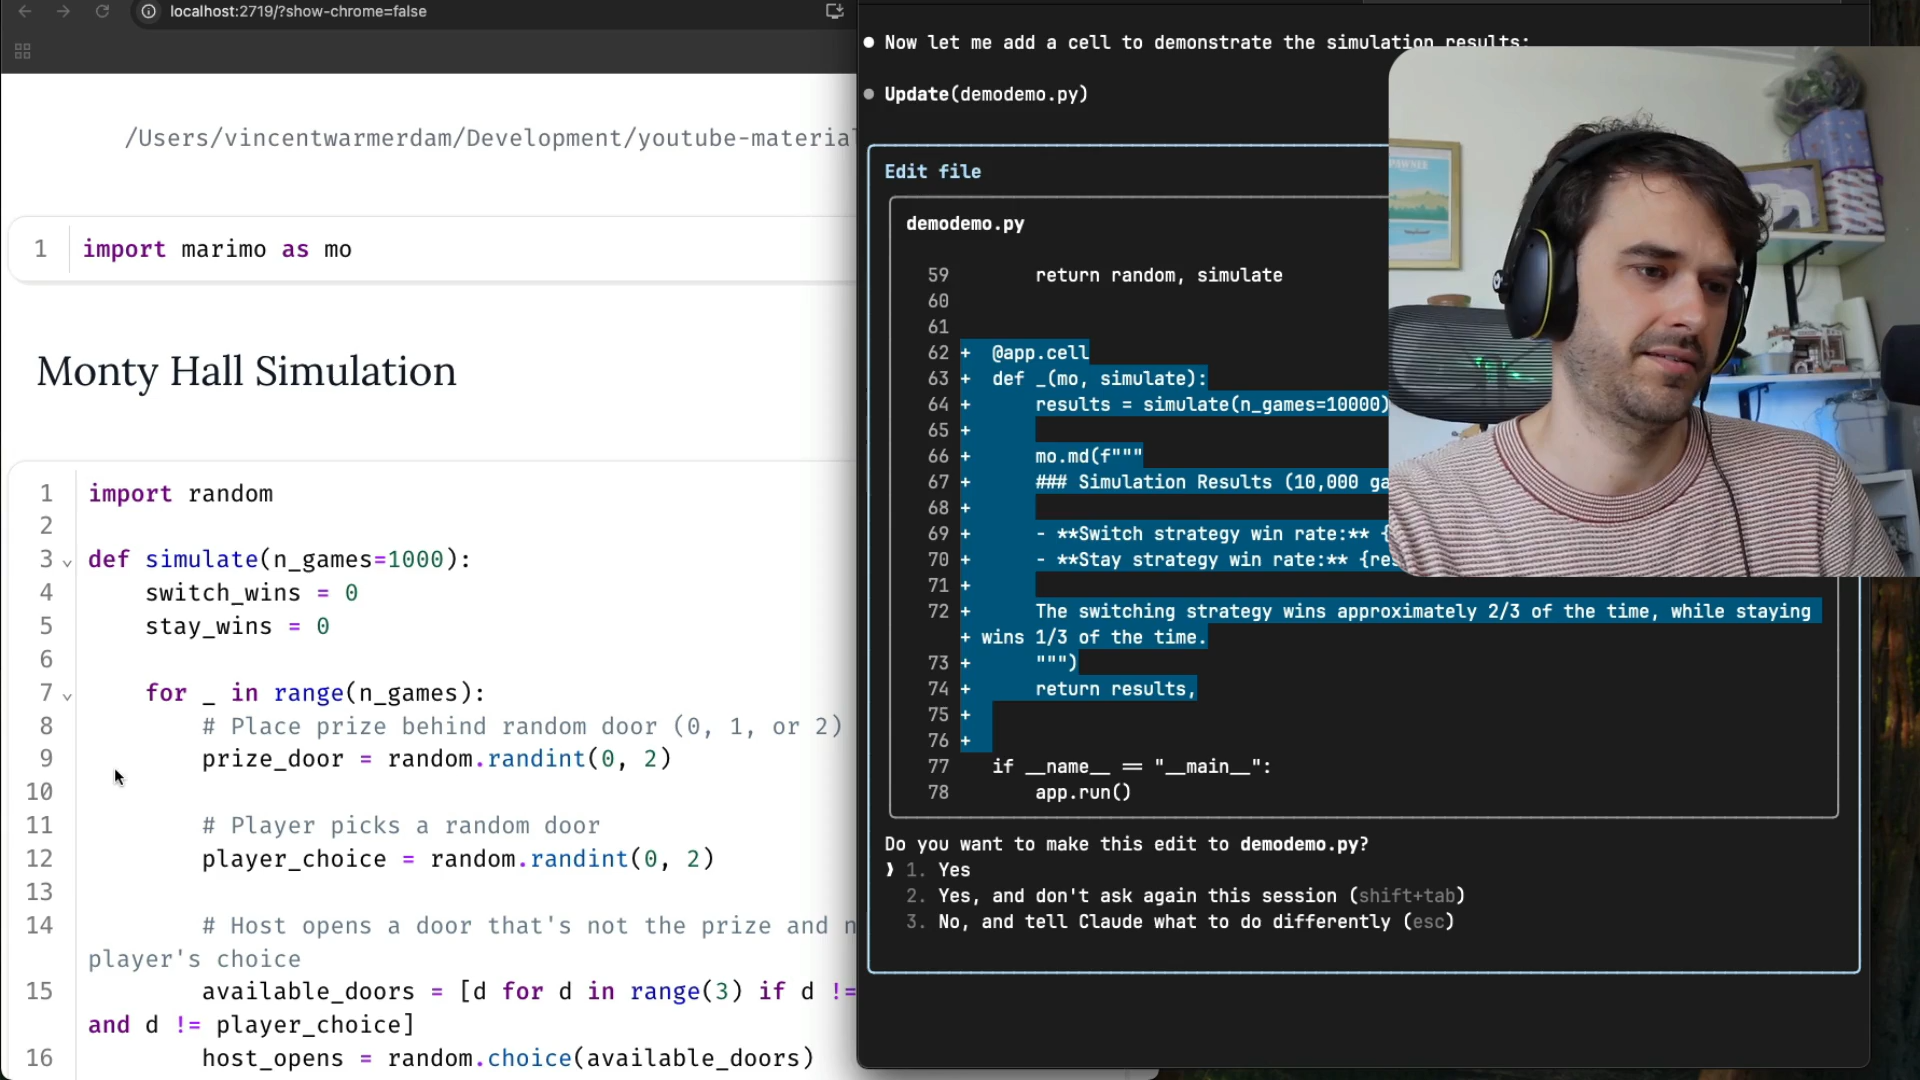 localhost:2719/?show-chrome=false
/Users/vincentwarmerdam/Development/youtube-material
1 import marimo as mo
Monty Hall Simulation
1 import random
2
3 def simulate(n_games=1000):
4 switch_wins = 0
5 stay_wins = 0
6
7 for _ in range(n_games):
8 # Place prize behind random door (0, 1, or 2)
9 prize_door = random.randint(0, 2)
10
11 # Player picks a random door
12 player_choice = random.randint(0, 2)
13
14 # Host opens a door that's not the prize and n
player's choice
15 available_doors = [d for d in range(3) if d !=
and d != player_choice]
16 host_opens = random.choice(available_doors)
Now let me add a cell to demonstrate the simulation results:
Update(demodemo.py)
Edit file
demodemo.py
59 return random, simulate
60
61
62 + @app.cell
63 + def _(mo, simulate):
64 + results = simulate(n_games=10000)
65 +
66 + mo.md(f"""
67 + ### Simulation Results (10,000 ga
68 +
69 + - **Switch strategy win rate:** {
70 + - **Stay strategy win rate:** {res
71 +
72 + The switching strategy wins approximately 2/3 of the time, while staying
+ wins 1/3 of the time.
73 + """)
74 + return results,
75 +
76 +
77 if __name__ == "__main__":
78 app.run()
Do you want to make this edit to demodemo.py?
❯ 1. Yes
2. Yes, and don't ask again this session (shift+tab)
3. No, and tell Claude what to do differently (esc)
PAWNEE